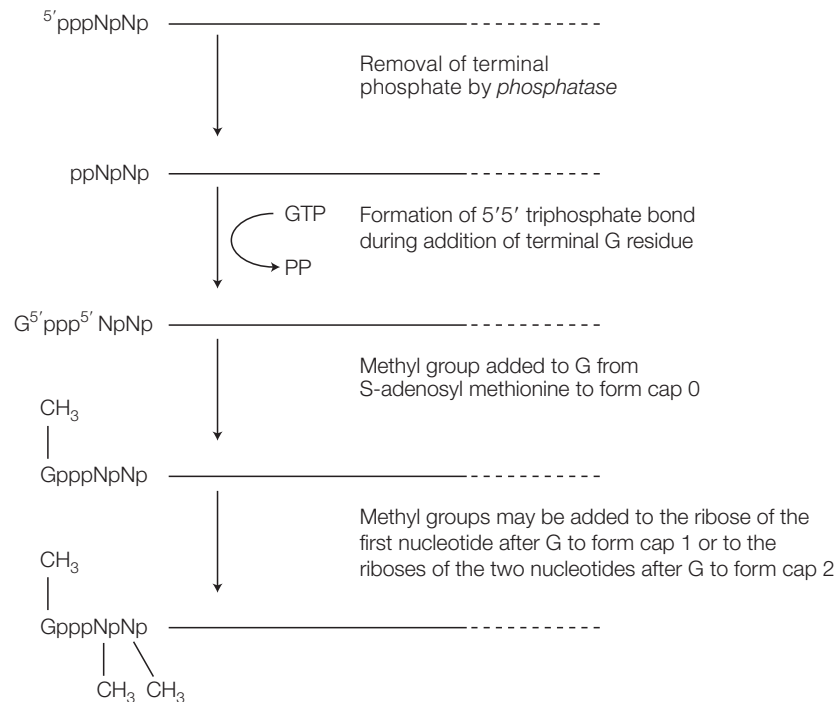 5′pppNpNp
Removal of terminal
phosphate by phosphatase
ppNpNp
GTP
Formation of 5′5′ triphosphate bond
during addition of terminal G residue
PP
G5′ppp5′ NpNp
Methyl group added to G from
S-adenosyl methionine to form cap 0
CH3
GpppNpNp
Methyl groups may be added to the ribose of the
first nucleotide after G to form cap 1 or to the
riboses of the two nucleotides after G to form cap 2
CH3
GpppNpNp
CH3 CH3